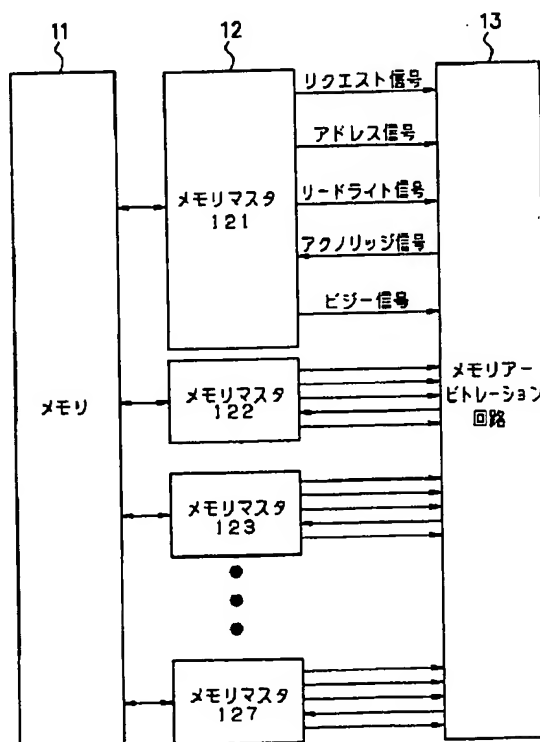 11
12
13
リクエスト信号
アドレス信号
メモリマスタ
121
リードライト信号
アクノリッジ信号
ビジー信号
メモリ
メモリマスタ
122
メモリアー
ビトレーション
回路
メモリマスタ
123
メモリマスタ
127